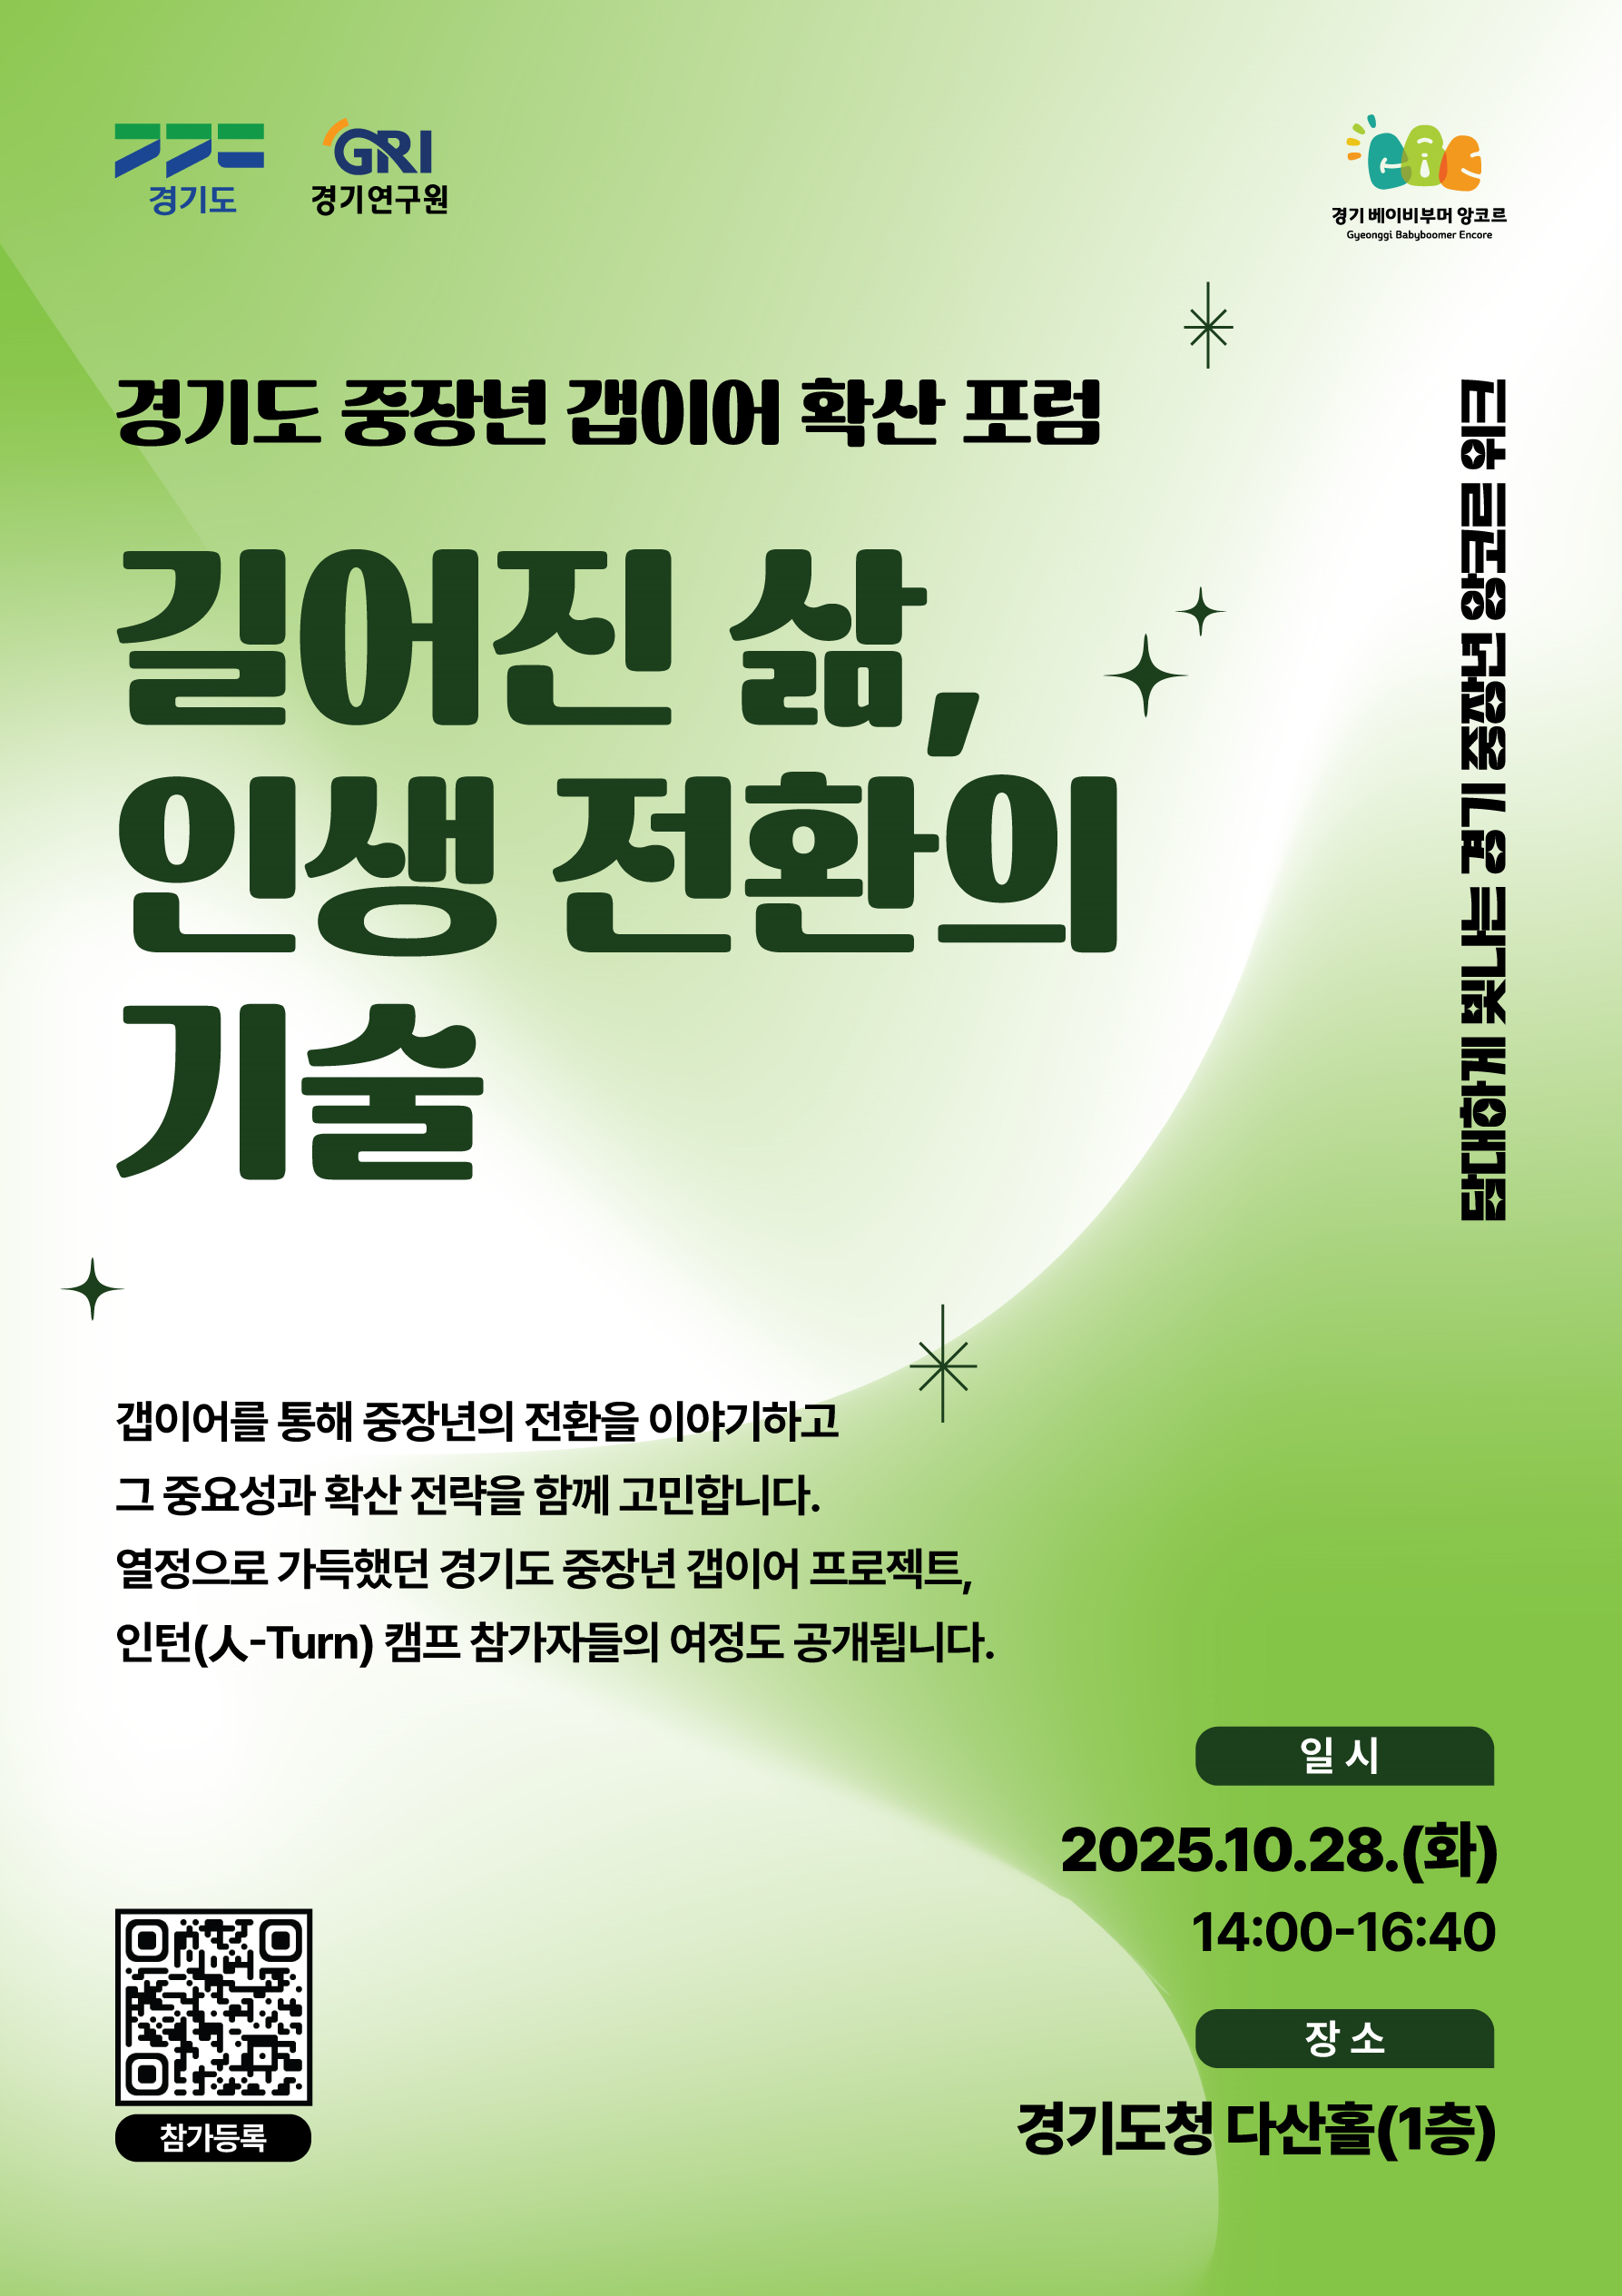 경기도
GRI
경기연구원
경기 베이비부머 앙코르
Gyeonggi Babyboomer Encore
경기도 중장년 갭이어 확산 포럼
길어진 삶,
인생 전환의
기술
담대하게 빛나는 경기 중장년 앙코르 위크
갭이어를 통해 중장년의 전환을 이야기하고
그 중요성과 확산 전략을 함께 고민합니다.
열정으로 가득했던 경기도 중장년 갭이어 프로젝트,
인턴(人-Turn) 캠프 참가자들의 여정도 공개됩니다.
일 시
2025.10.28.(화)
14:00-16:40
장 소
경기도청 다산홀(1층)
참가등록